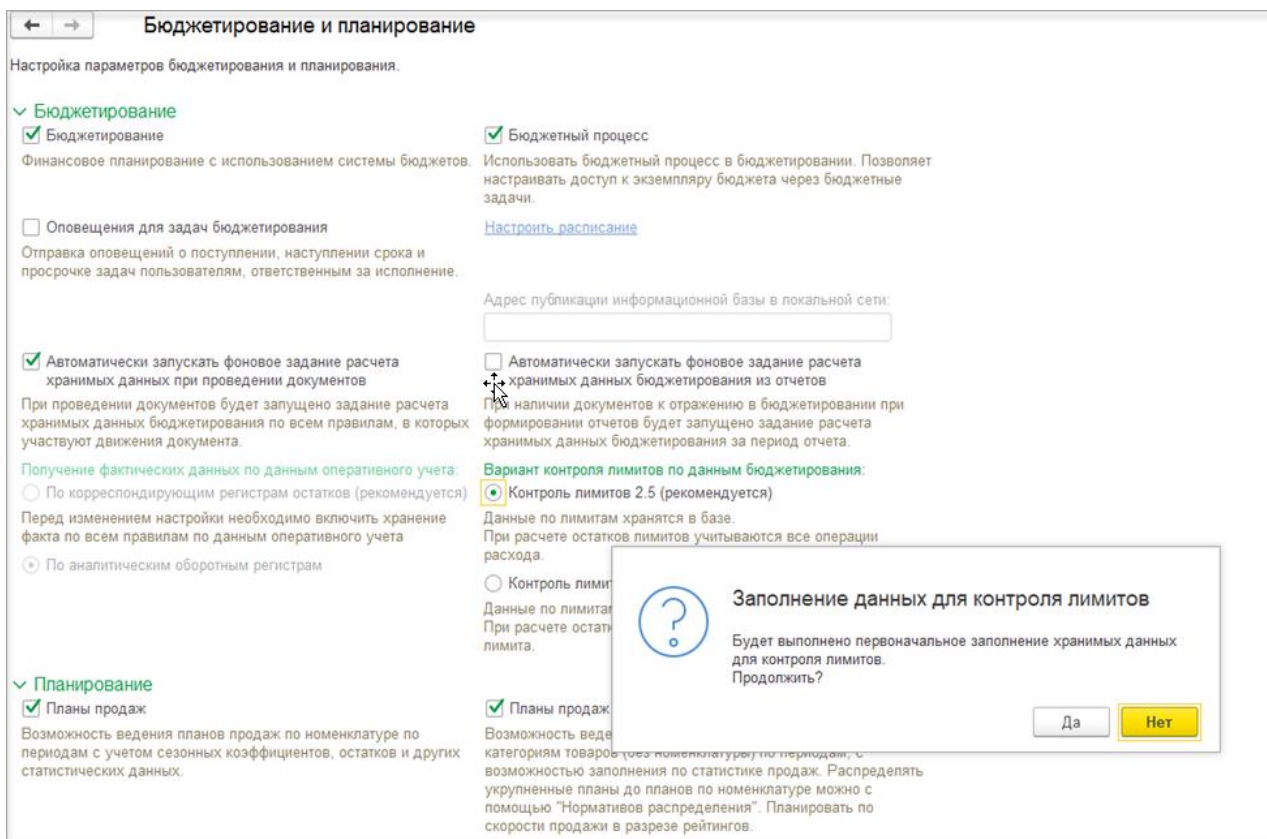 Бюджетирование и планирование
Настройка параметров бюджетирования и планирования.
Бюджетирование
Бюджетирование
Финансовое планирование с использованием системы бюджетов.
Бюджетный процесс
Использовать бюджетный процесс в бюджетировании. Позволяет
настраивать доступ к экземпляру бюджета через бюджетные
задачи.
Оповещения для задач бюджетирования
Отправка оповещений о поступлении, наступлении срока и
просрочке задач пользователям, ответственным за исполнение.
Настроить расписание
Адрес публикации информационной базы в локальной сети:
Автоматически запускать фоновое задание расчета
хранимых данных при проведении документов
При проведении документов будет запущено задание расчета
хранимых данных бюджетирования по всем правилам, в которых
участвуют движения документа.
Автоматически запускать фоновое задание расчета
хранимых данных бюджетирования из отчетов
При наличии документов к отражению в бюджетировании при
формировании отчетов будет запущено задание расчета
хранимых данных бюджетирования за период отчета.
Получение фактических данных по данным оперативного учета:
По корреспондирующим регистрам остатков (рекомендуется)
Перед изменением настройки необходимо включить хранение
факта по всем правилам по данным оперативного учета
По аналитическим оборотным регистрам
Вариант контроля лимитов по данным бюджетирования:
Контроль лимитов 2.5 (рекомендуется)
Данные по лимитам хранятся в базе.
При расчете остатков лимитов учитываются все операции
расхода.
Контроль
Данные по
При расчете
лимита.
Заполнение данных для контроля лимитов
Будет выполнено первоначальное заполнение хранимых данных
для контроля лимитов.
Продолжить?
Да
Нет
Планирование
Планы продаж
Возможность ведения планов продаж по номенклатуре по
периодам с учетом сезонных коэффициентов, остатков и других
статистических данных.
Планы продаж
Возможность
категориям товаров (без номенклатуры) по периодам, с
возможностью заполнения по статистике продаж. Распределять
укрупненные планы до планов по номенклатуре можно с
помощью "Нормативов распределения". Планировать по
скорости продажи в разрезе рейтингов.